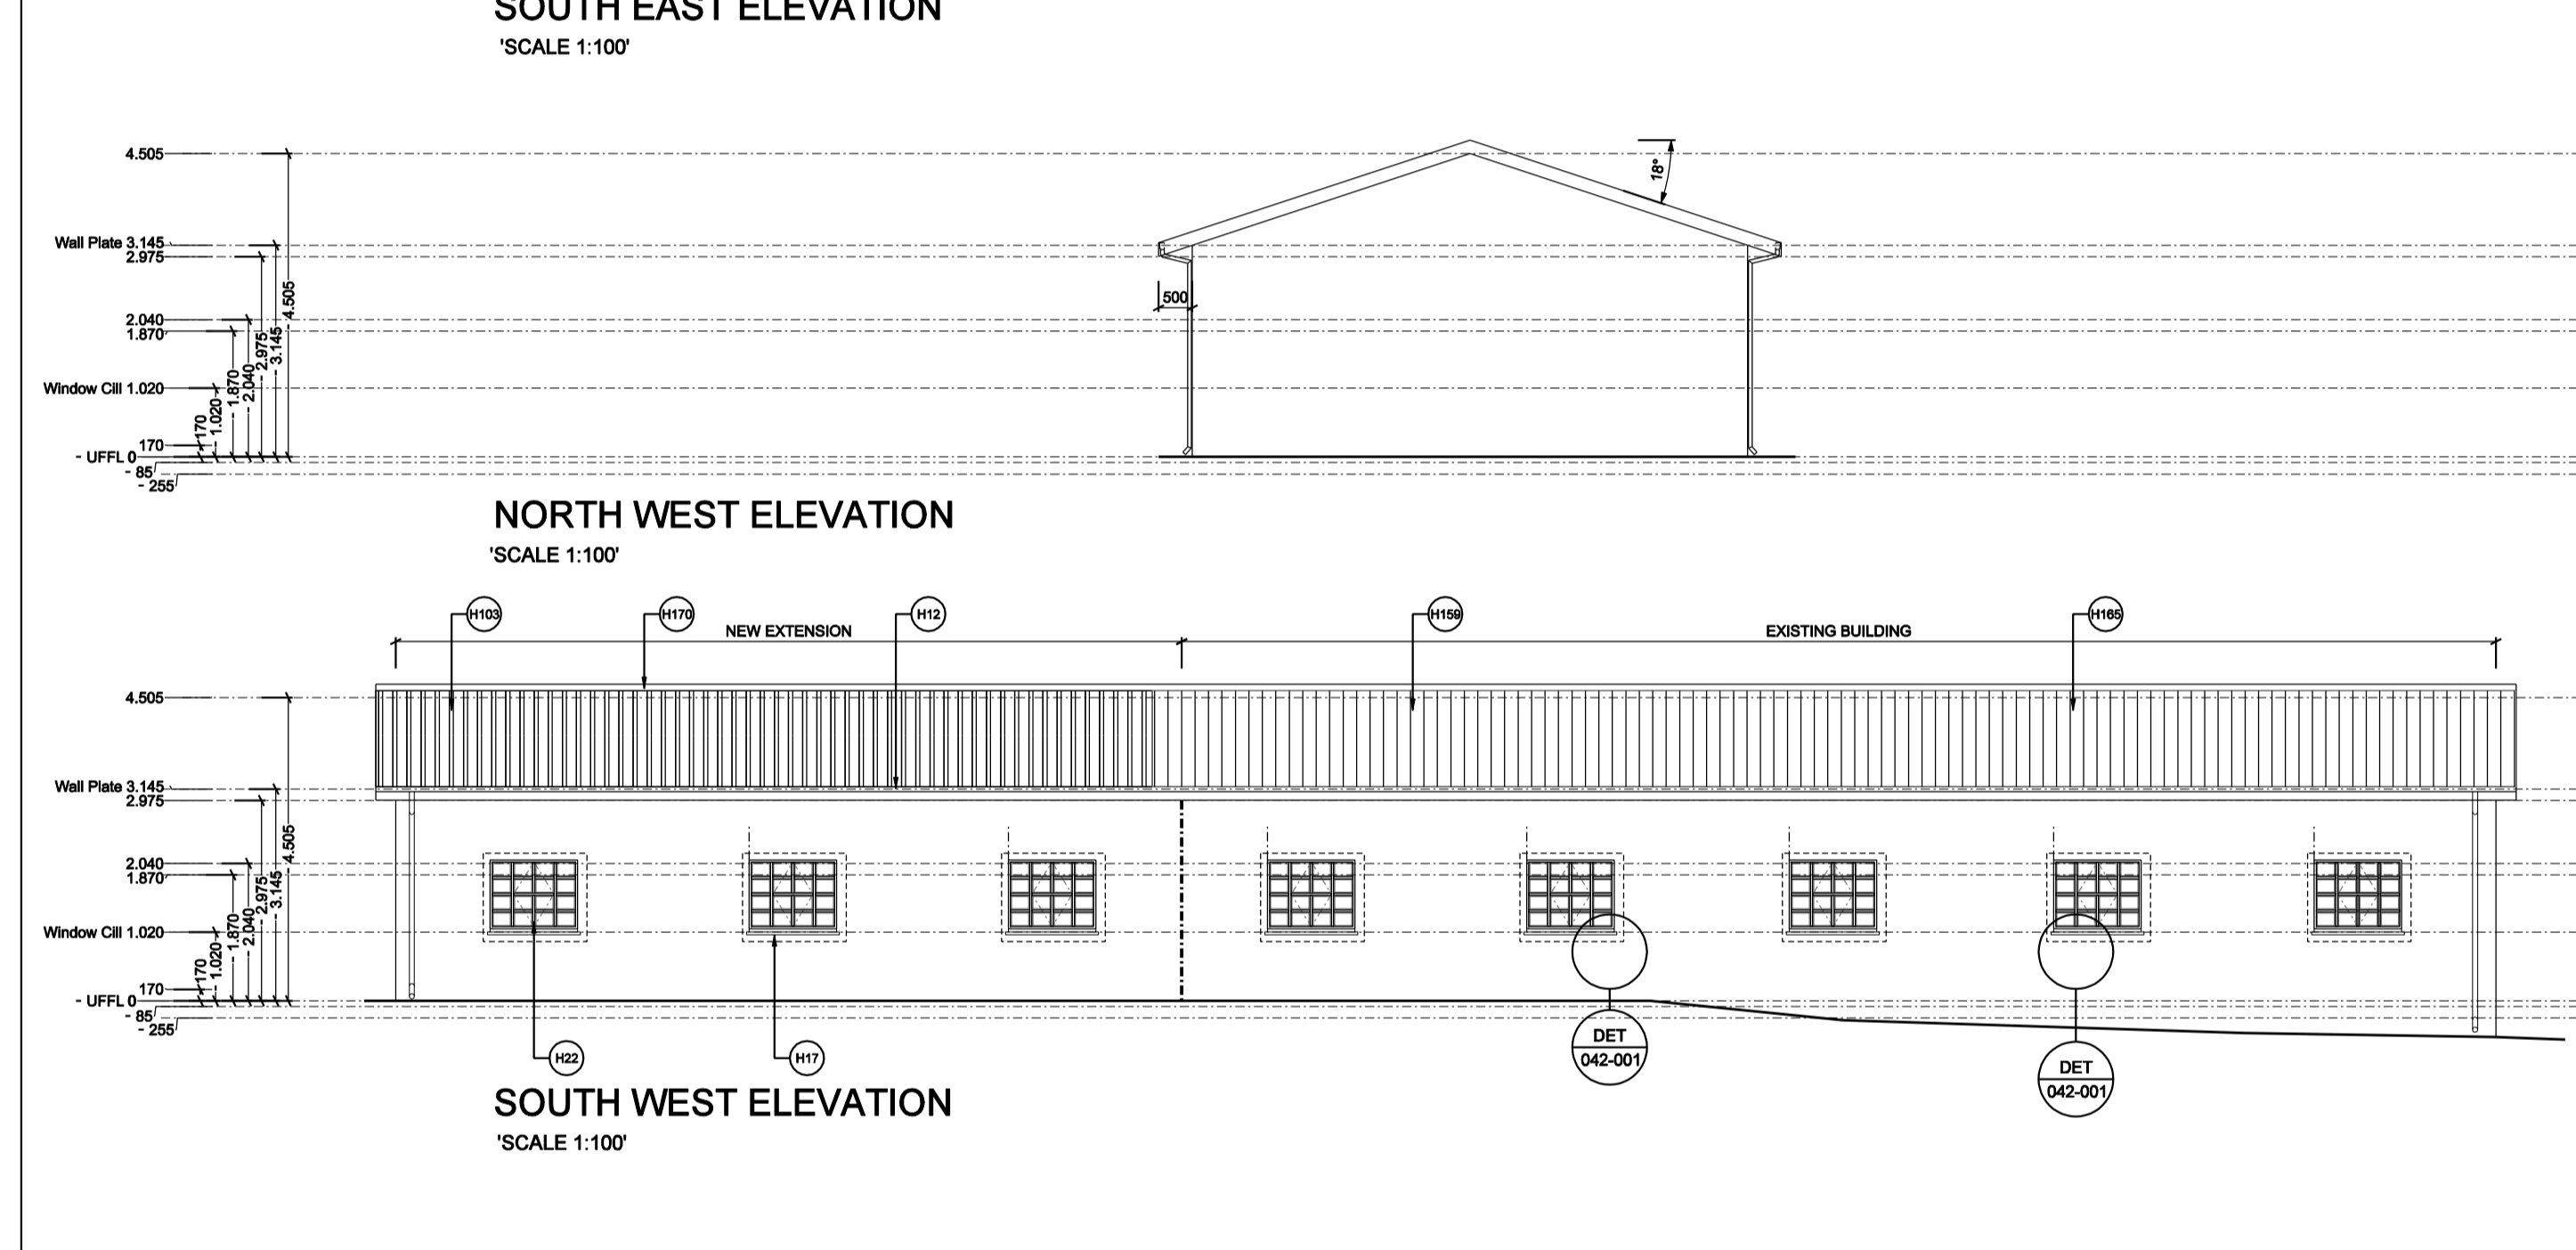 SOUTH EAST ELEVATION
'SCALE 1:100'
4.505
18°
Wall Plate 3.145
2.975
4.505
500
2.040
1.870
2.975
3.145
Window Cill 1.020
1.870
2.040
170
1.020
170
- UFFL 0
- 85
- 255
NORTH WEST ELEVATION
'SCALE 1:100'
H103
H170
H12
H159
H165
NEW EXTENSION
EXISTING BUILDING
4.505
Wall Plate 3.145
2.975
4.505
2.040
1.870
2.975
3.145
Window Cill 1.020
1.870
2.040
170
1.020
170
- UFFL 0
- 85
- 255
DET
042-001
DET
042-001
H22
H17
SOUTH WEST ELEVATION
'SCALE 1:100'